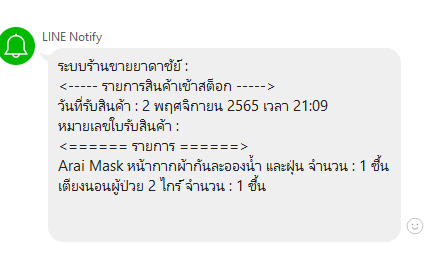 LINE Notify
ระบบร้านขายยาดาชัย :
<----- รายการสินค้าเข้าสต็อก ----->
วันที่รับสินค้า : 2 พฤศจิกายน 2565 เวลา 21:09
หมายเลขใบรับสินค้า :
<====== รายการ ======>
Arai Mask หน้ากากผ้ากันละอองน้ำ และฝุ่น จำนวน : 1 ชิ้น
เตียงนอนผู้ป่วย 2 ไกร์ จำนวน : 1 ชิ้น